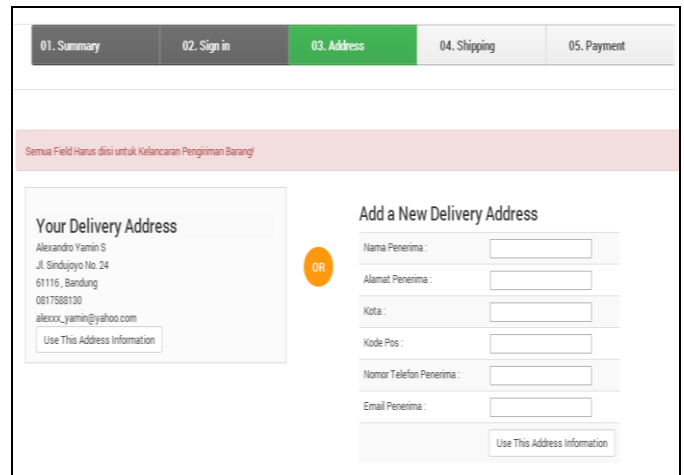 01. Summary
02. Sign in
03. Address
04. Shipping
05. Payment
Semua Field Harus diisi untuk Kelancaran Pengiriman Barang!
Your Delivery Address
Alexandro Yamin S
Jl. Sindujoyo No. 24
61116 , Bandung
0817588130
alexxx_yamin@yahoo.com
Use This Address Information
OR
Add a New Delivery Address
Nama Penerima :
Alamat Penerima :
Kota :
Kode Pos :
Nomor Telefon Penerima :
Email Penerima :
Use This Address Information